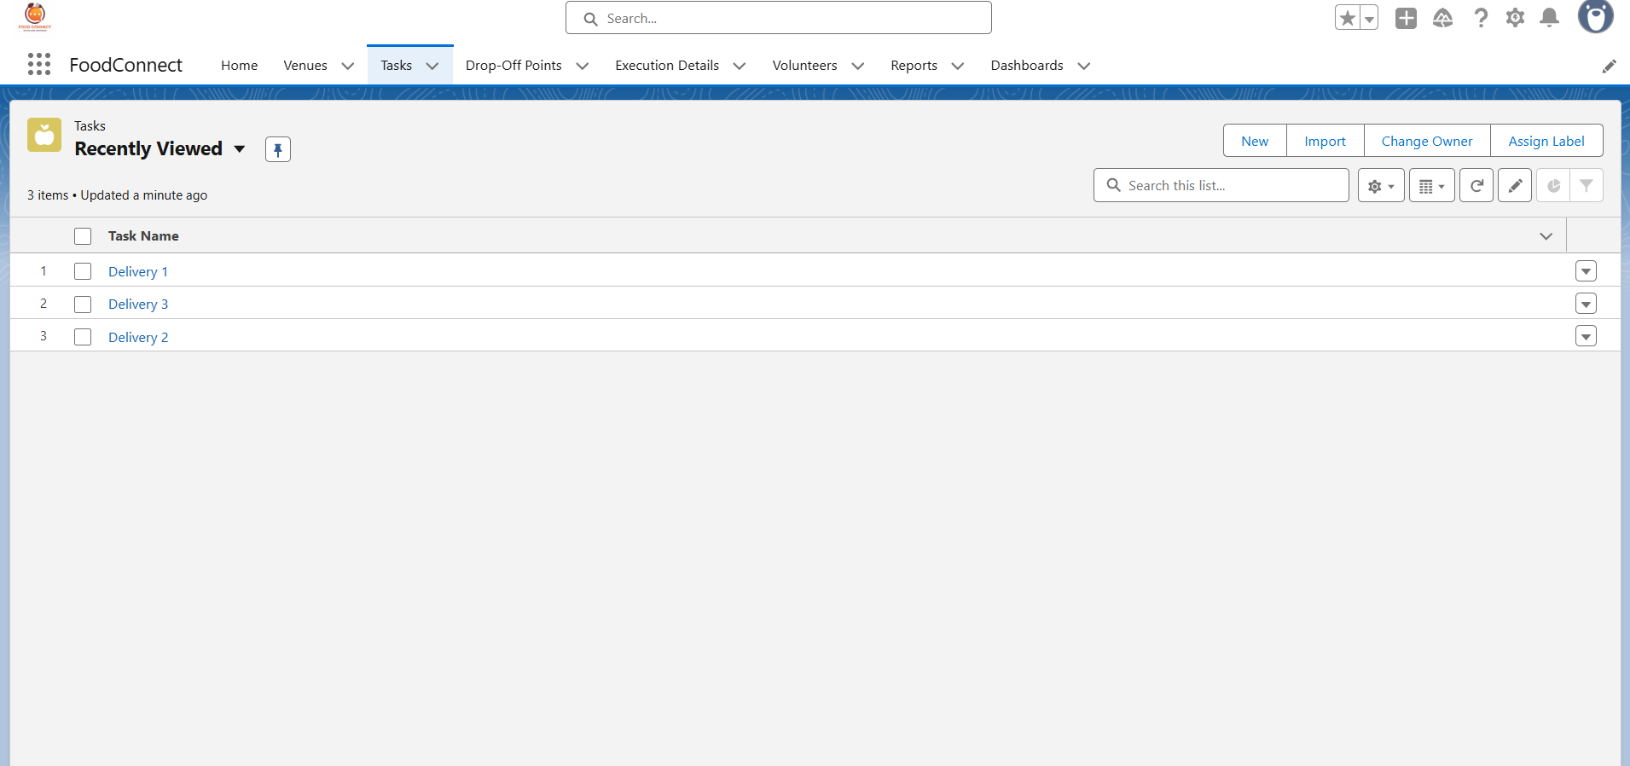 FOOD CONNECT
Search...
FoodConnect
Home
Venues
Tasks
Drop-Off Points
Execution Details
Volunteers
Reports
Dashboards
Tasks
Recently Viewed
New
Import
Change Owner
Assign Label
3 items • Updated a minute ago
Search this list...
Task Name
1 Delivery 1
2 Delivery 3
3 Delivery 2